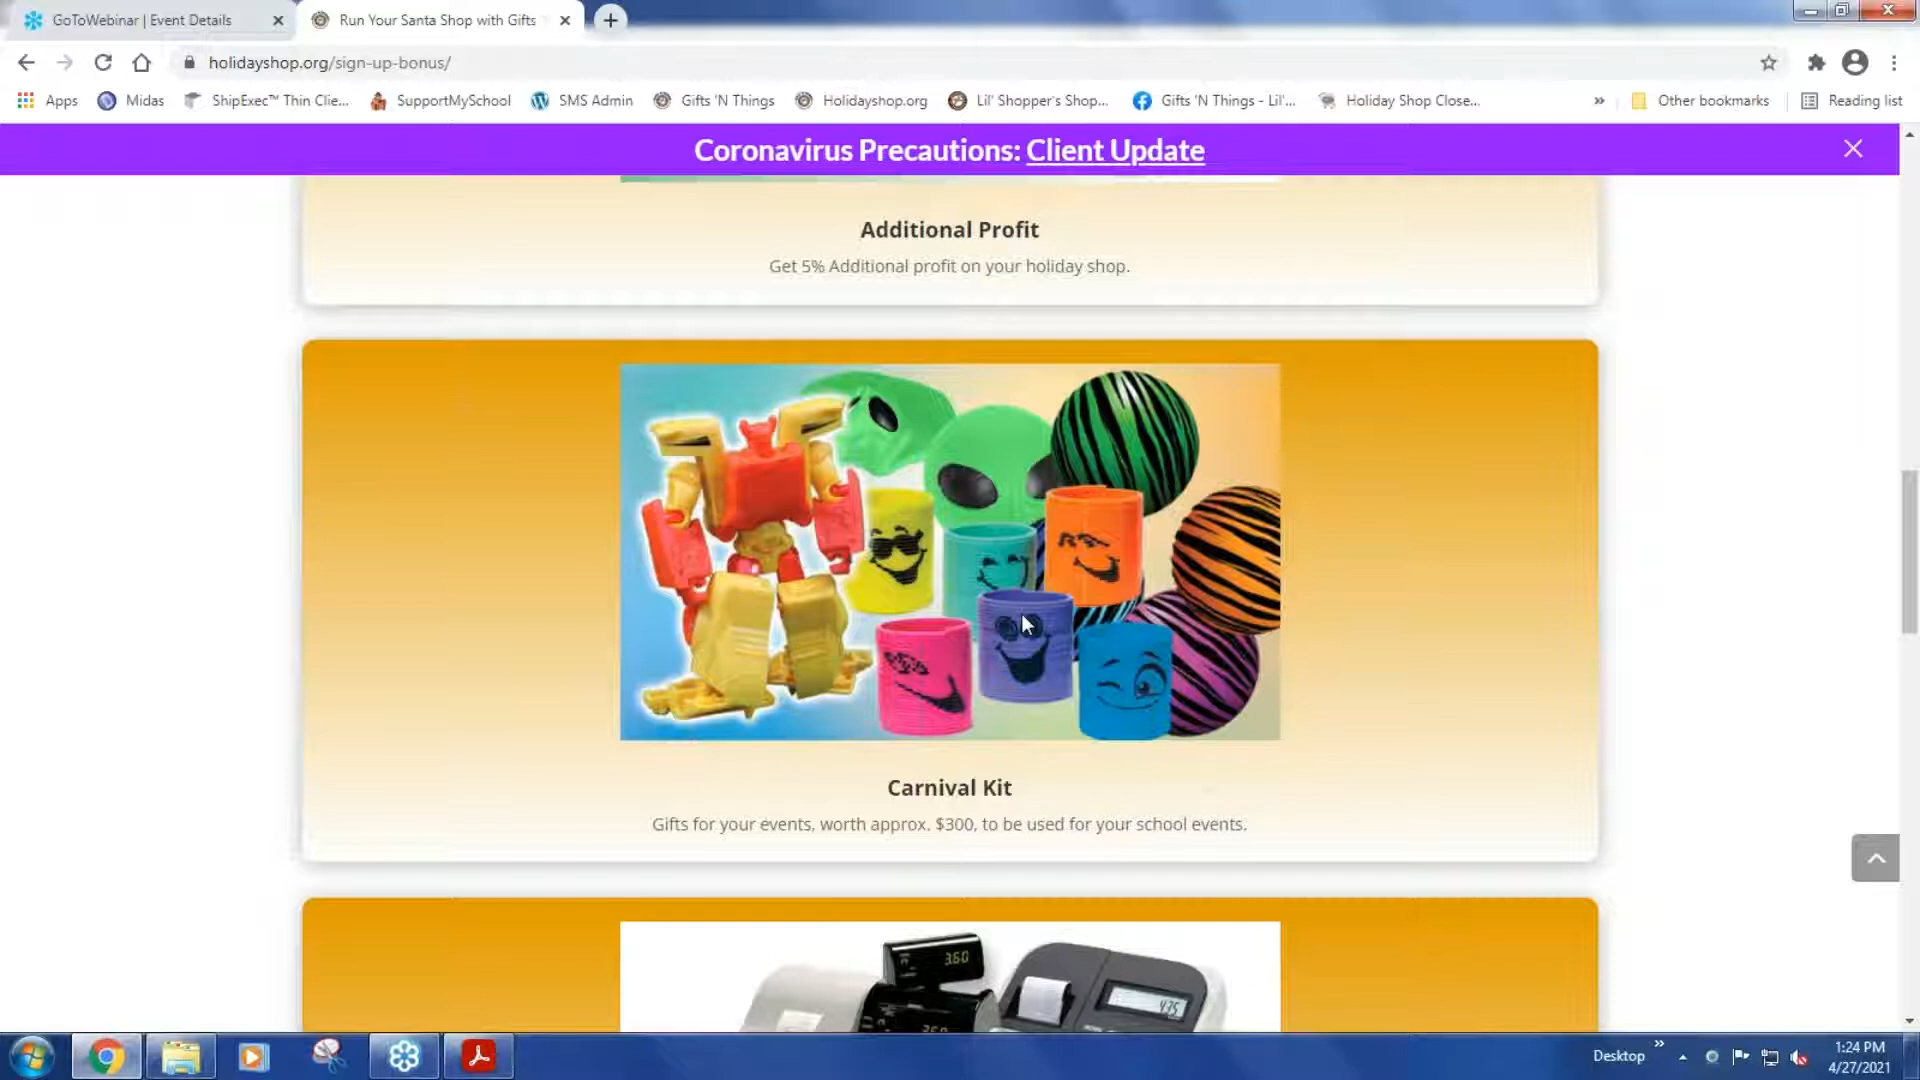 GoToWebinar | Event Details
Run Your Santa Shop with Gifts
holidayshop.org/sign-up-bonus/
Apps
Midas
ShipExec™ Thin Clie...
SupportMySchool
SMS Admin
Gifts 'N Things
Holidayshop.org
Lil' Shopper's Shop...
Gifts 'N Things - Lil'...
Holiday Shop Close...
»
Other bookmarks
Reading list
Coronavirus Precautions: Client Update
Additional Profit
Get 5% Additional profit on your holiday shop.
Carnival Kit
Gifts for your events, worth approx. $300, to be used for your school events.
3.60
435
Desktop
»
1:24 PM
4/27/2021